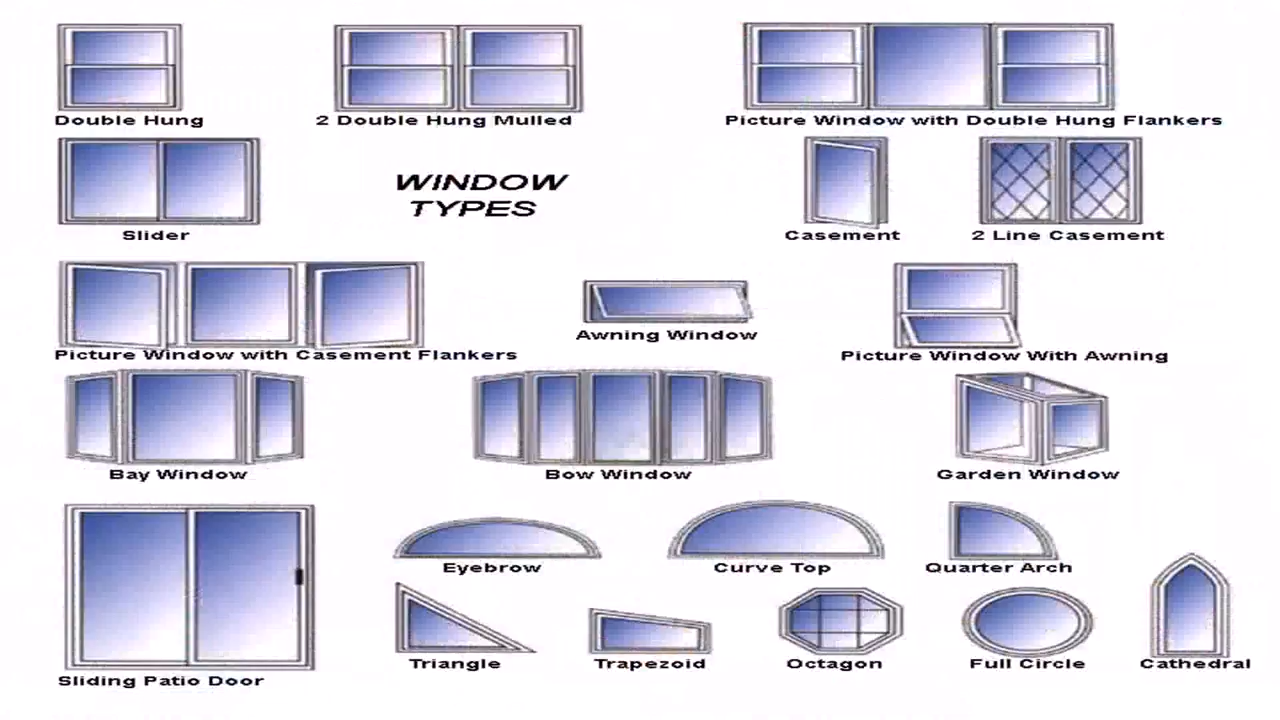 Double Hung
2 Double Hung Mulled
Picture Window with Double Hung Flankers
WINDOW
TYPES
Slider
Casement
2 Line Casement
Picture Window with Casement Flankers
Awning Window
Picture Window With Awning
Bay Window
Bow Window
Garden Window
Eyebrow
Curve Top
Quarter Arch
Triangle
Trapezoid
Octagon
Full Circle
Cathedral
Sliding Patio Door